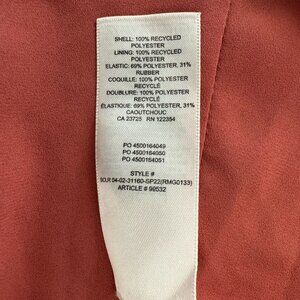 SHELL: 100% RECYCLED
POLYESTER
LINING: 100% RECYCLED
POLYESTER
ELASTIC: 69% POLYESTER, 31%
RUBBER
COQUILLE: 100% POLYESTER
RECYCLÉ
DOUBLURE: 100% POLYESTER
RECYCLÉ
ÉLASTIQUE: 69% POLYESTER, 31%
CAOUTCHOUC
CA 23725 RN 122354
PO 4500164049
PO 4500164050
PO 4500164051
STYLE #
SO,R 04-02-31160-SP22(RMG0133)
ARTICLE # 99532